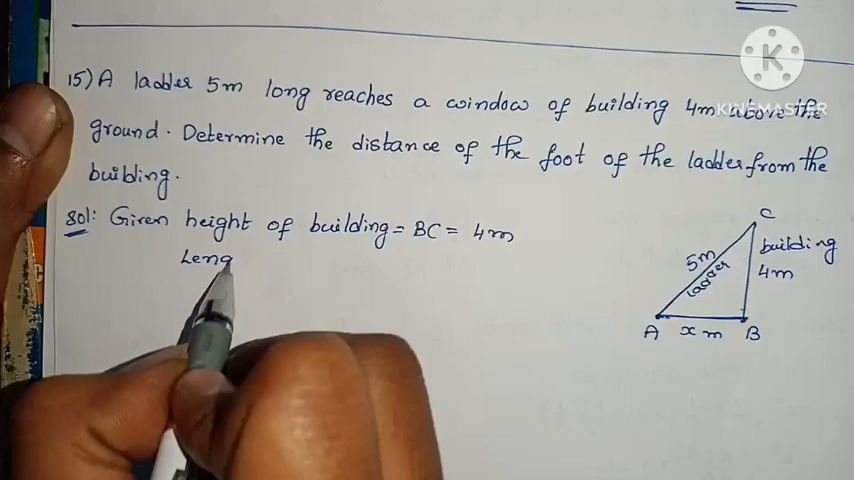 15) A ladder 5m long reaches a window of building 4m above the
ground. Determine the distance of the foot of the ladder from the
building.
Sol: Given height of building = BC = 4m
Leng
C
5m
ladder
building
4m
A
x m
B
K
KINEMASTER